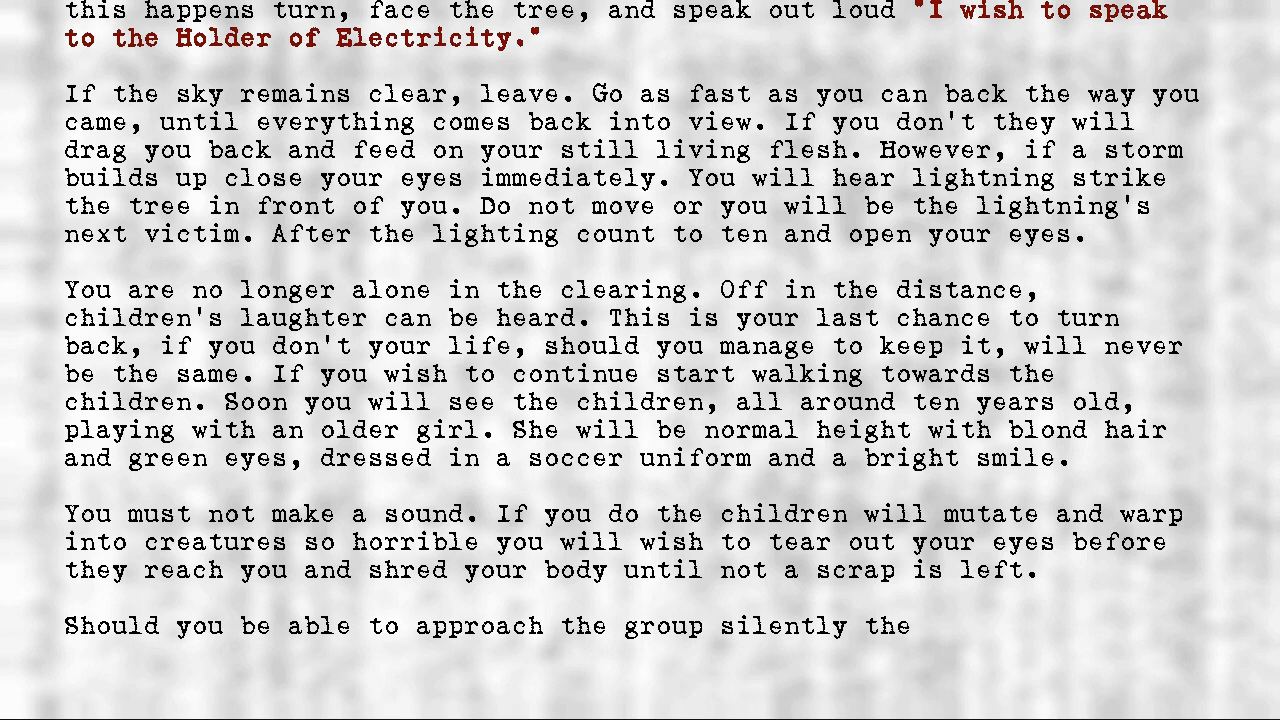 this happens turn, face the tree, and speak out loud "I wish to speak
to the Holder of Electricity."
If the sky remains clear, leave. Go as fast as you can back the way you
came, until everything comes back into view. If you don't they will
drag you back and feed on your still living flesh. However, if a storm
builds up close your eyes immediately. You will hear lightning strike
the tree in front of you. Do not move or you will be the lightning's
next victim. After the lighting count to ten and open your eyes.
You are no longer alone in the clearing. Off in the distance,
children's laughter can be heard. This is your last chance to turn
back, if you don't your life, should you manage to keep it, will never
be the same. If you wish to continue start walking towards the
children. Soon you will see the children, all around ten years old,
playing with an older girl. She will be normal height with blond hair
and green eyes, dressed in a soccer uniform and a bright smile.
You must not make a sound. If you do the children will mutate and warp
into creatures so horrible you will wish to tear out your eyes before
they reach you and shred your body until not a scrap is left.
Should you be able to approach the group silently the